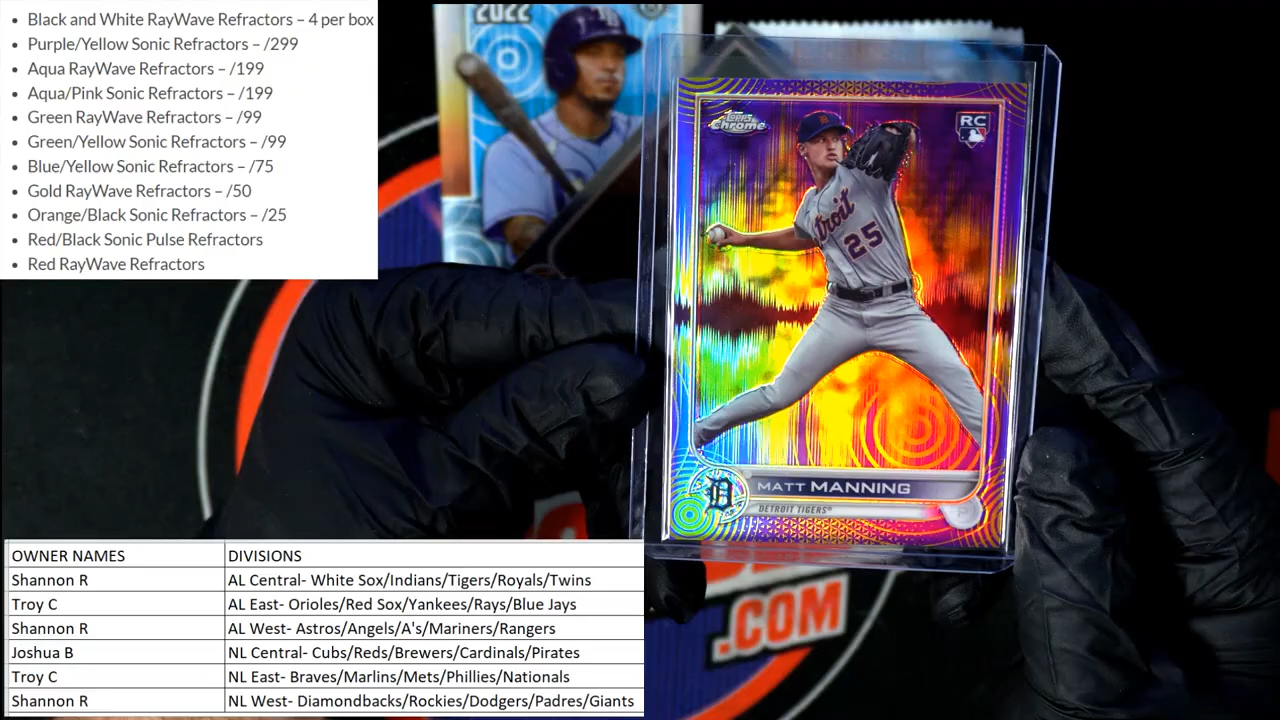 • Black and White RayWave Refractors – 4 per box
• Purple/Yellow Sonic Refractors – /299
• Aqua RayWave Refractors – /199
• Aqua/Pink Sonic Refractors – /199
• Green RayWave Refractors – /99
• Green/Yellow Sonic Refractors – /99
• Blue/Yellow Sonic Refractors – /75
• Gold RayWave Refractors – /50
• Orange/Black Sonic Refractors – /25
• Red/Black Sonic Pulse Refractors
• Red RayWave Refractors
2022
Topps Chrome
RC
Detroit
25
MATT MANNING
DETROIT TIGERS®
P
.COM
OWNER NAMES DIVISIONS
Shannon R AL Central- White Sox/Indians/Tigers/Royals/Twins
Troy C AL East- Orioles/Red Sox/Yankees/Rays/Blue Jays
Shannon R AL West- Astros/Angels/A's/Mariners/Rangers
Joshua B NL Central- Cubs/Reds/Brewers/Cardinals/Pirates
Troy C NL East- Braves/Marlins/Mets/Phillies/Nationals
Shannon R NL West- Diamondbacks/Rockies/Dodgers/Padres/Giants